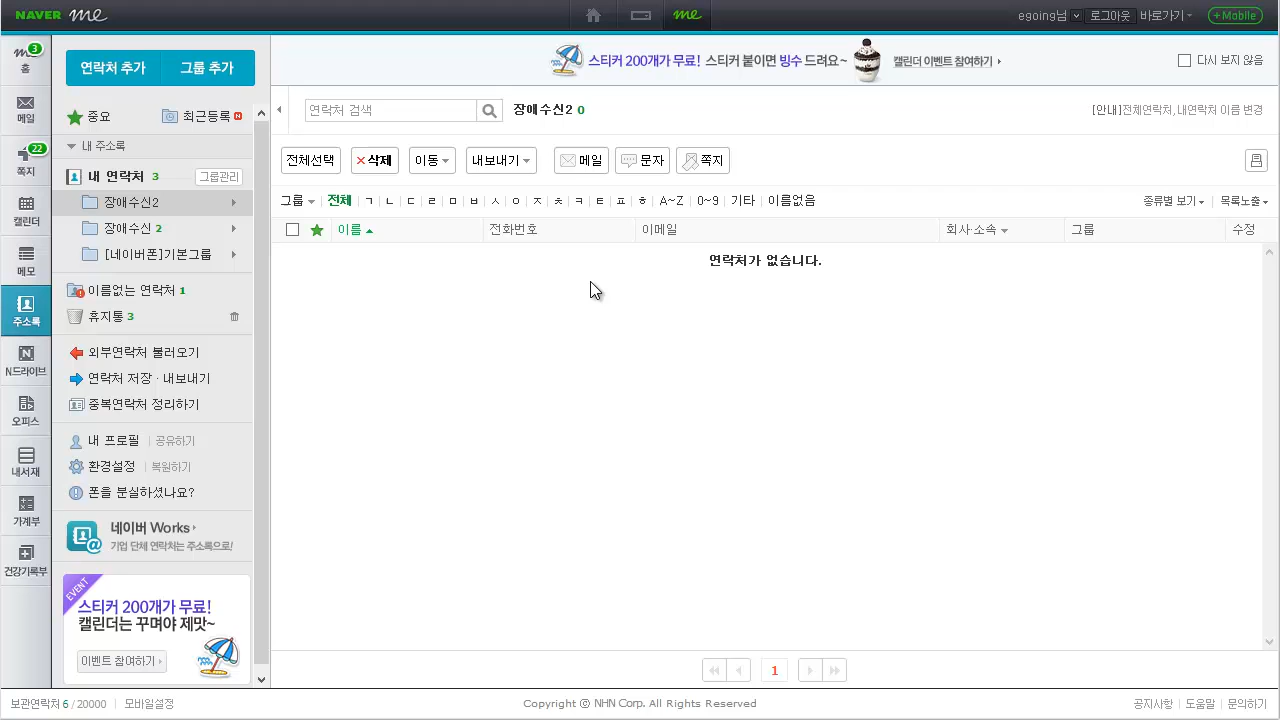 NAVER me
egoing님 로그아웃 바로가기 +Mobile
me 3
홈
메일
22
쪽지
캘린더
메모
주소록
N드라이브
오피스
내서재
가계부
건강기록부
연락처 추가 그룹 추가
중요 최근등록 N
내 주소록
내 연락처 3 그룹관리
장애수신2
장애수신 2
[네이버폰]기본그룹
이름없는 연락처 1
휴지통 3
외부연락처 불러오기
연락처 저장 · 내보내기
중복연락처 정리하기
내 프로필 공유하기
환경설정 복원하기
폰을 분실하셨나요?
네이버 Works
기업 단체 연락처는 주소록으로!
EVENT
스티커 200개가 무료!
캘린더는 꾸며야 제맛~
이벤트 참여하기
스티커 200개가 무료! 스티커 붙이면 빙수 드려요~ 캘린더 이벤트 참여하기 다시 보지 않음
연락처 검색 장애수신2 0 [안내]전체연락처, 내연락처 이름 변경
전체선택 삭제 이동 내보내기 메일 문자 쪽지
그룹 전체 ㄱ ㄴ ㄷ ㄹ ㅁ ㅂ ㅅ ㅇ ㅈ ㅊ ㅋ ㅌ ㅍ ㅎ A~Z 0~9 기타 이름없음 종류별 보기 목록노출
이름 전화번호 이메일 회사·소속 그룹 수정
연락처가 없습니다.
1
보관연락처 6 / 20000 모바일설정 Copyright © NHN Corp. All Rights Reserved 공지사항 도움말 문의하기